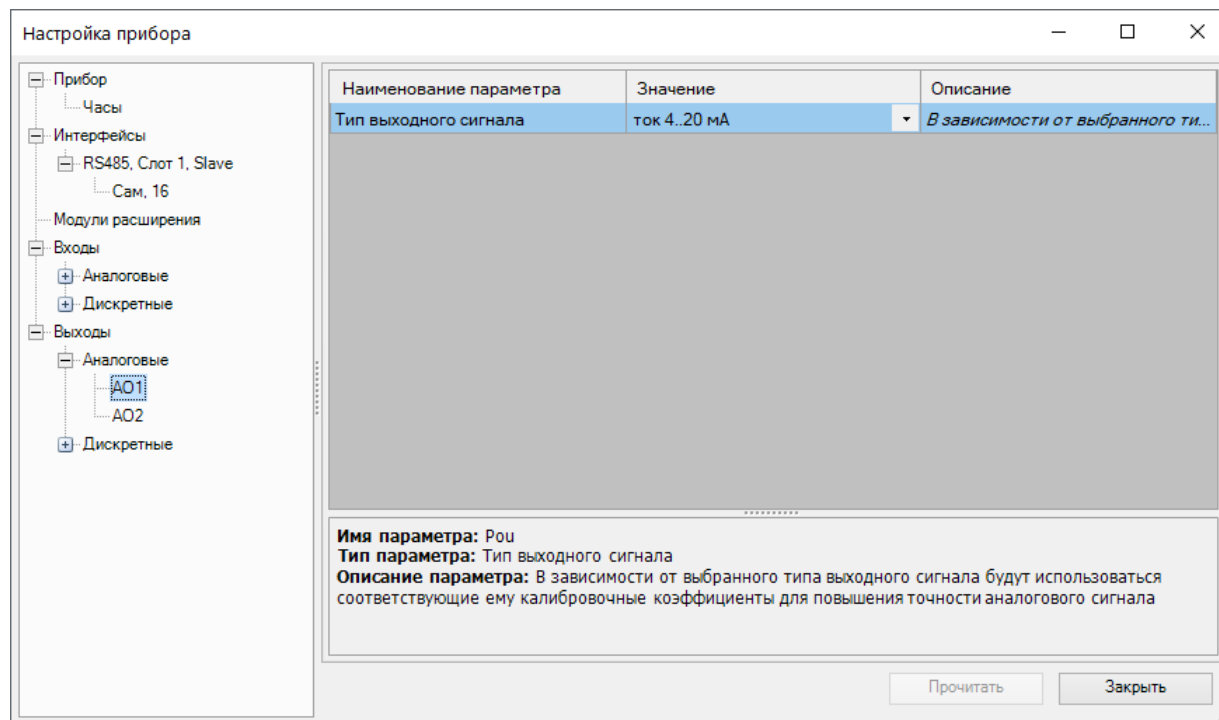 Настройка прибора
Прибор
Часы
Интерфейсы
RS485, Слот 1, Slave
Сам, 16
Модули расширения
Входы
Аналоговые
Дискретные
Выходы
Аналоговые
АО1
АО2
Дискретные
Наименование параметра Значение Описание
Тип выходного сигнала ток 4..20 мА В зависимости от выбранного ти...
Имя параметра: Pou
Тип параметра: Тип выходного сигнала
Описание параметра: В зависимости от выбранного типа выходного сигнала будут использоваться
соответствующие ему калибровочные коэффициенты для повышения точности аналогового сигнала
Прочитать Закрыть